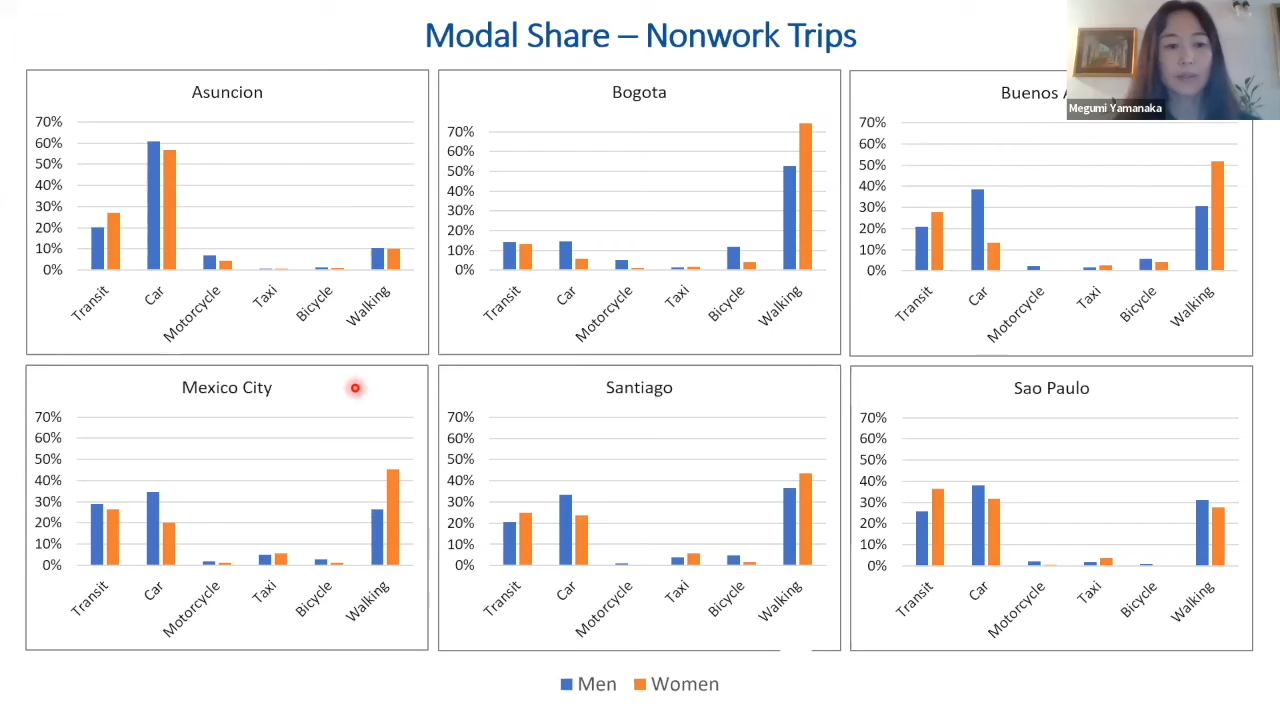 Modal Share – Nonwork Trips
Megumi Yamanaka
Asuncion
70%
60%
50%
40%
30%
20%
10%
0%
Transit
Car
Motorcycle
Taxi
Bicycle
Walking
Bogota
70%
60%
50%
40%
30%
20%
10%
0%
Transit
Car
Motorcycle
Taxi
Bicycle
Walking
Buenos
70%
60%
50%
40%
30%
20%
10%
0%
Transit
Car
Motorcycle
Taxi
Bicycle
Walking
Mexico City
70%
60%
50%
40%
30%
20%
10%
0%
Transit
Car
Motorcycle
Taxi
Bicycle
Walking
Santiago
70%
60%
50%
40%
30%
20%
10%
0%
Transit
Car
Motorcycle
Taxi
Bicycle
Walking
Sao Paulo
70%
60%
50%
40%
30%
20%
10%
0%
Transit
Car
Motorcycle
Taxi
Bicycle
Walking
Men Women